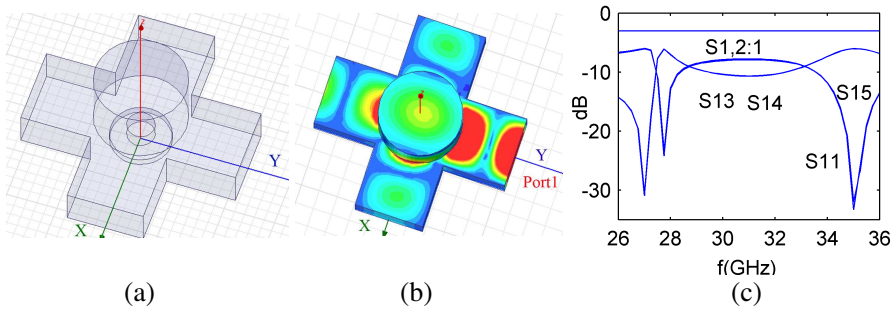 z
Y
X
(a)
z
Y
Port1
X
(b)
0
-10
-20
-30
dB
S1,2:1
S13 S14
S15
S11
26 28 30 32 34 36
f(GHz)
(c)